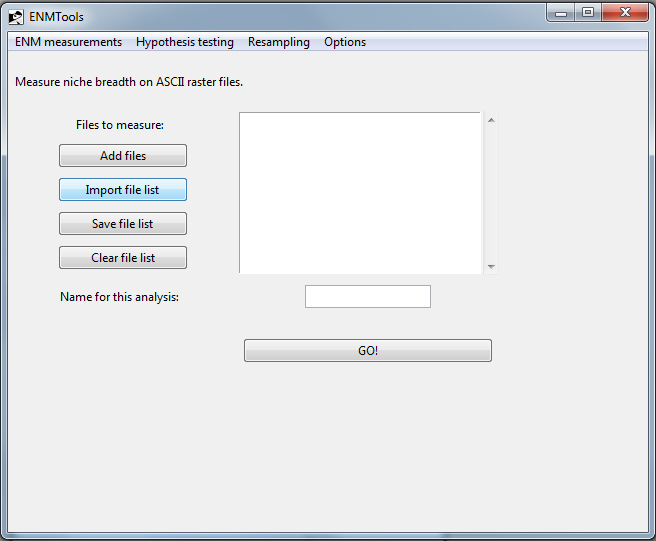 ENMTools
ENM measurements Hypothesis testing Resampling Options
Measure niche breadth on ASCII raster files.
Files to measure:
Add files
Import file list
Save file list
Clear file list
Name for this analysis:
GO!